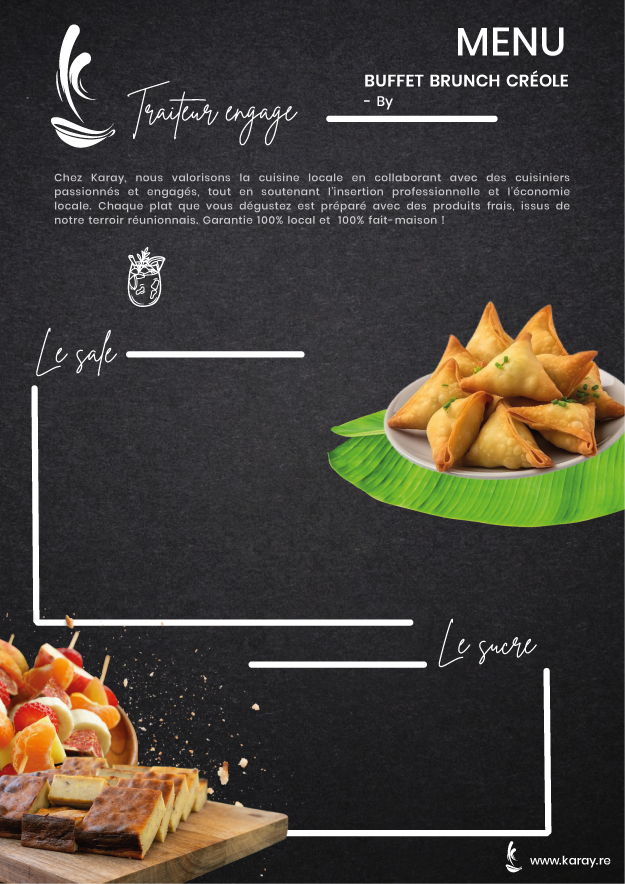 MENU
BUFFET BRUNCH CRÉOLE
- By
Traiteur engage
Chez Karay, nous valorisons la cuisine locale en collaborant avec des cuisiniers
passionnés et engagés, tout en soutenant l'insertion professionnelle et l'économie
locale. Chaque plat que vous dégustez est préparé avec des produits frais, issus de
notre terroir réunionnais. Garantie 100% local et 100% fait-maison !
Le sale
Le sucre
www.karay.re